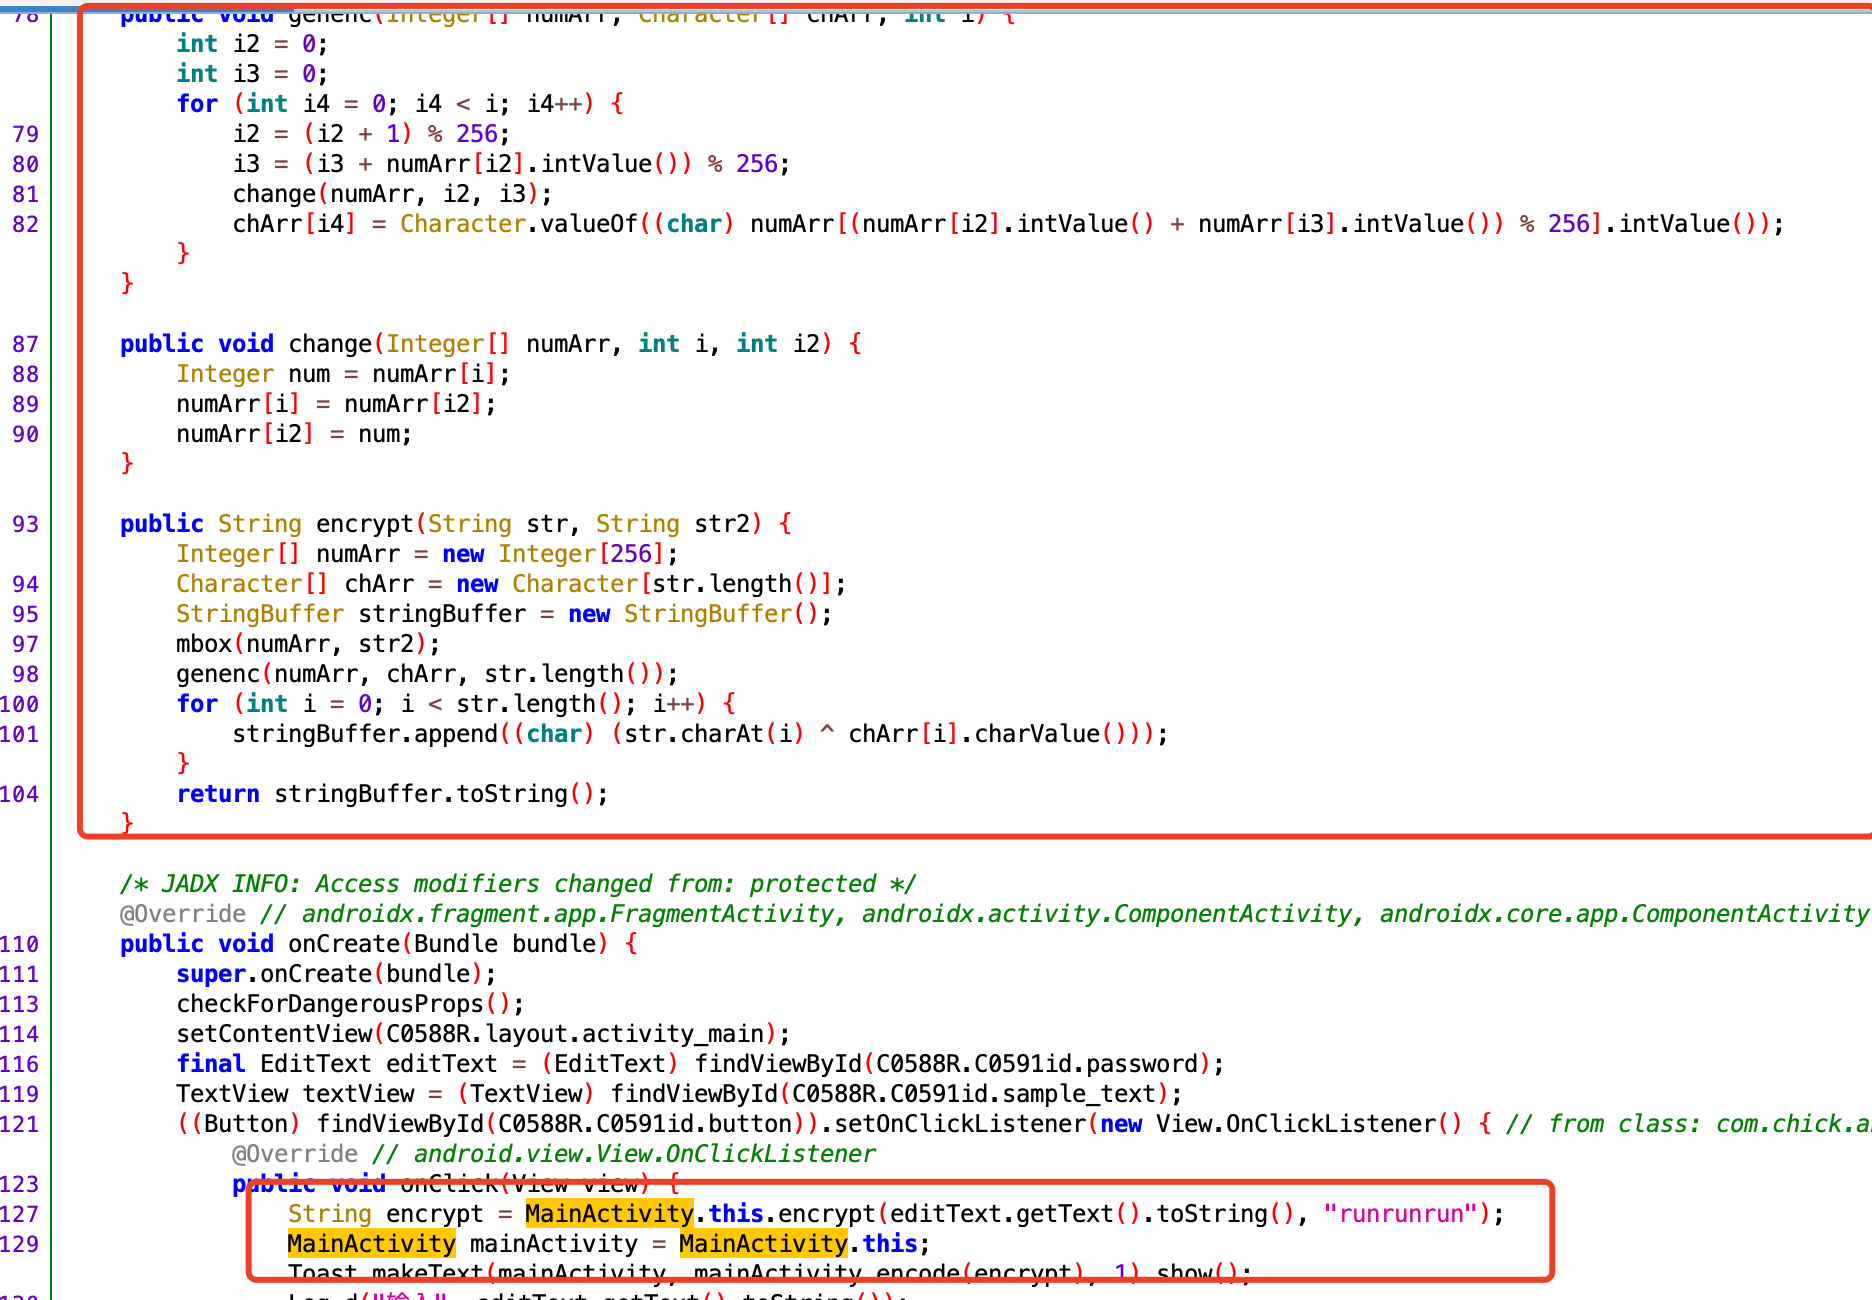 78 public void genenc(Integer[] numArr, Character[] chArr, int i) {
int i2 = 0;
int i3 = 0;
for (int i4 = 0; i4 < i; i4++) {
79 i2 = (i2 + 1) % 256;
80 i3 = (i3 + numArr[i2].intValue()) % 256;
81 change(numArr, i2, i3);
82 chArr[i4] = Character.valueOf((char) numArr[(numArr[i2].intValue() + numArr[i3].intValue()) % 256].intValue());
}
}
87 public void change(Integer[] numArr, int i, int i2) {
88 Integer num = numArr[i];
89 numArr[i] = numArr[i2];
90 numArr[i2] = num;
}
93 public String encrypt(String str, String str2) {
Integer[] numArr = new Integer[256];
94 Character[] chArr = new Character[str.length()];
95 StringBuffer stringBuffer = new StringBuffer();
97 mbox(numArr, str2);
98 genenc(numArr, chArr, str.length());
100 for (int i = 0; i < str.length(); i++) {
101 stringBuffer.append((char) (str.charAt(i) ^ chArr[i].charValue()));
}
104 return stringBuffer.toString();
}
/* JADX INFO: Access modifiers changed from: protected */
@Override // androidx.fragment.app.FragmentActivity, androidx.activity.ComponentActivity, androidx.core.app.ComponentActivity
110 public void onCreate(Bundle bundle) {
111 super.onCreate(bundle);
113 checkForDangerousProps();
114 setContentView(C0588R.layout.activity_main);
116 final EditText editText = (EditText) findViewById(C0588R.C0591id.password);
119 TextView textView = (TextView) findViewById(C0588R.C0591id.sample_text);
121 ((Button) findViewById(C0588R.C0591id.button)).setOnClickListener(new View.OnClickListener() { // from class: com.chick.a
@Override // android.view.View.OnClickListener
123 public void onClick(View view) {
127 String encrypt = MainActivity.this.encrypt(editText.getText().toString(), "runrunrun");
129 MainActivity mainActivity = MainActivity.this;
Toast.makeText(mainActivity, mainActivity.encode(encrypt), 1).show();
130 Log.d("输入", editText.getText().toString());